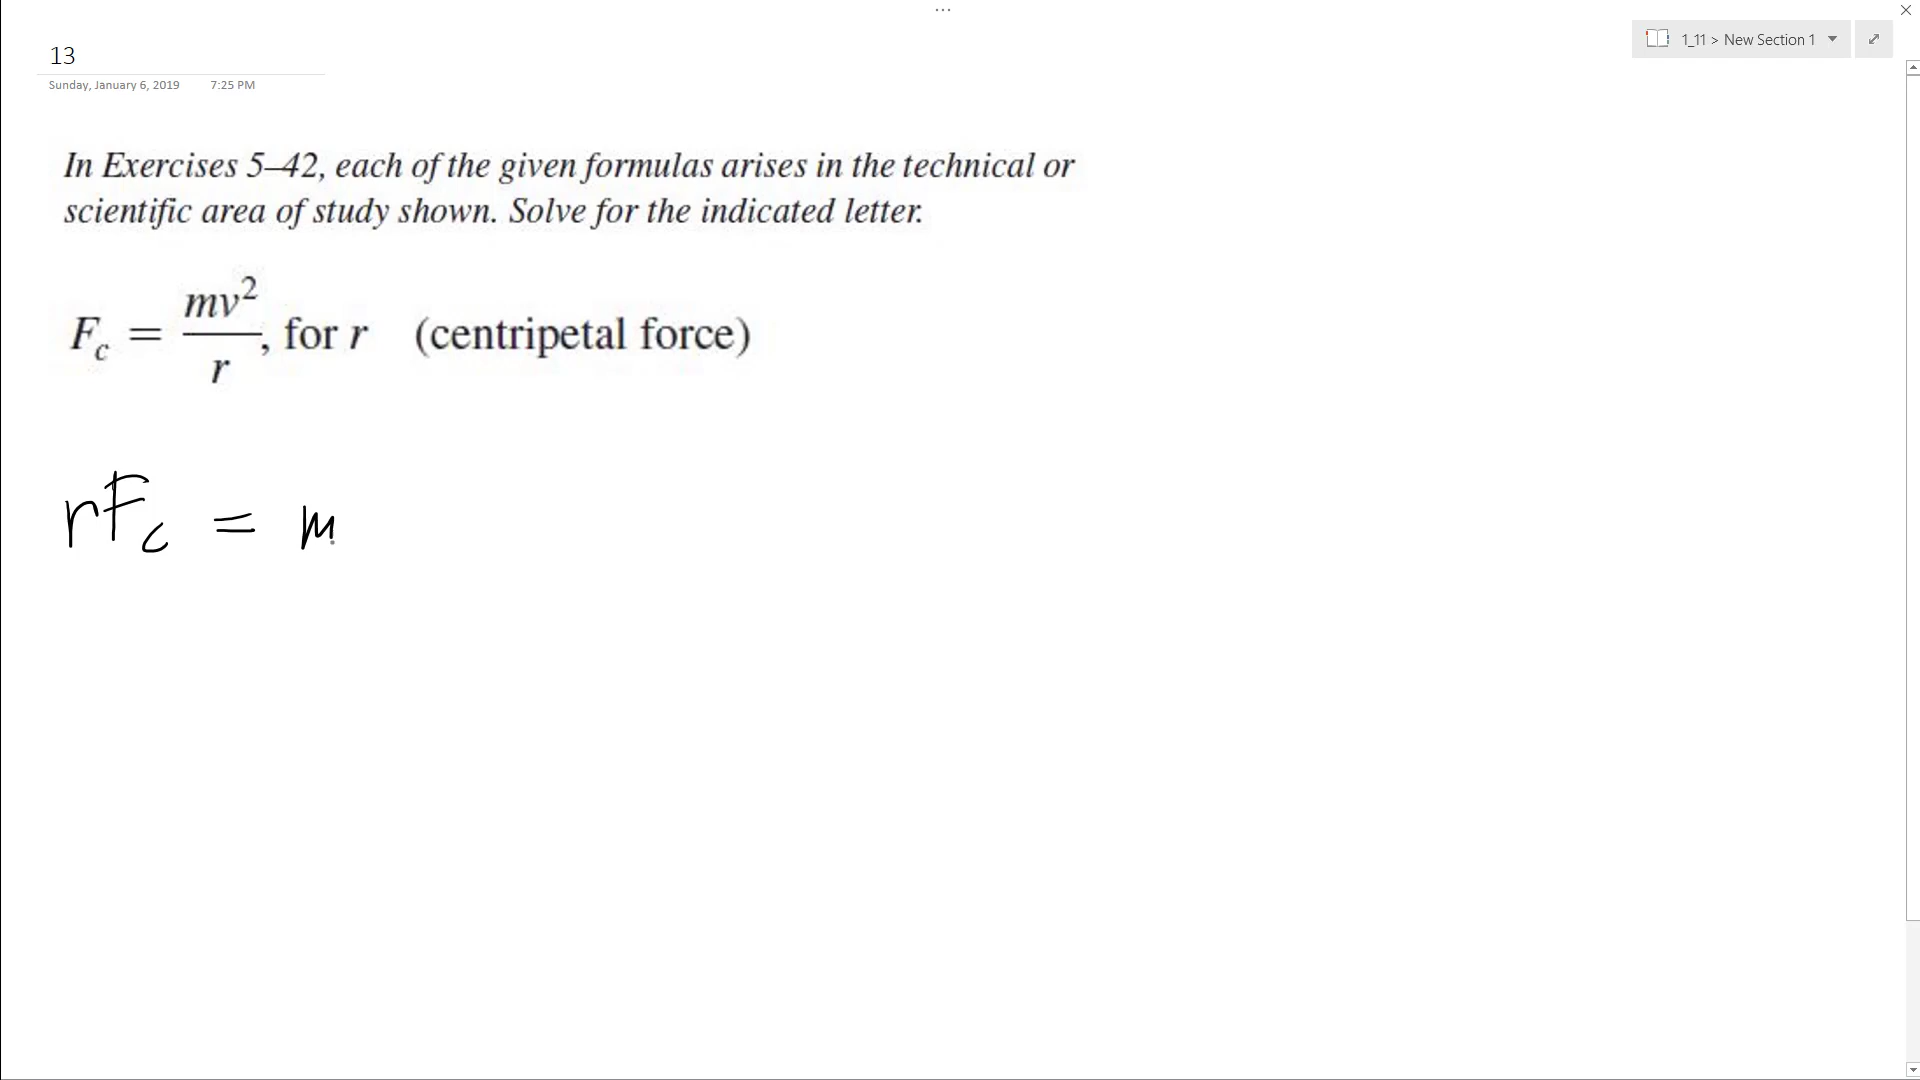 ...
1_11 > New Section 1
13
Sunday, January 6, 2019 7:25 PM
In Exercises 5–42, each of the given formulas arises in the technical or
scientific area of study shown. Solve for the indicated letter.
F_c = mv²/r, for r (centripetal force)
rF_c = m